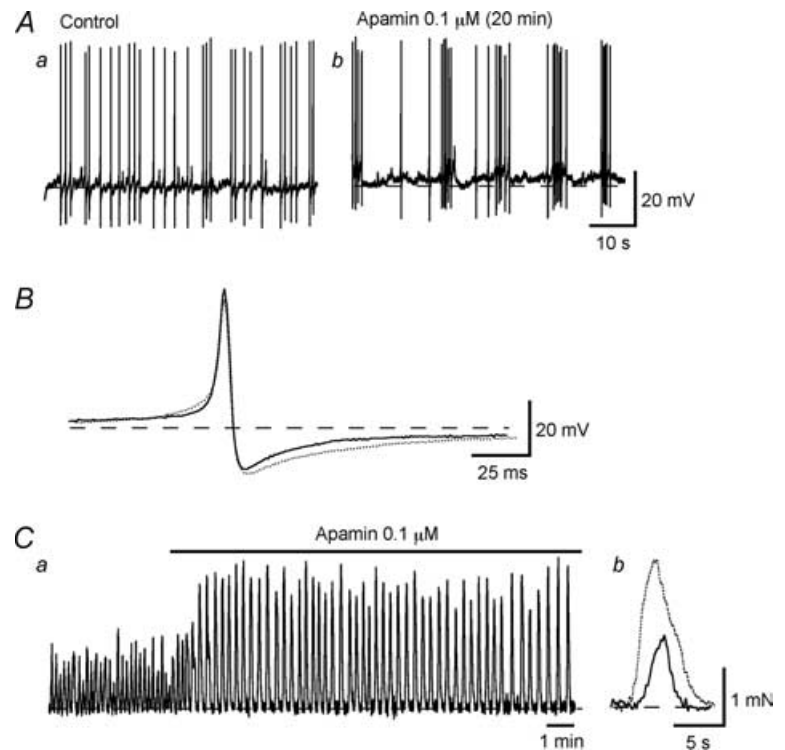 A
Control
Apamin 0.1 μM (20 min)
a
b
20 mV
10 s
B
20 mV
25 ms
C
Apamin 0.1 μM
a
b
1 mN
1 min
5 s